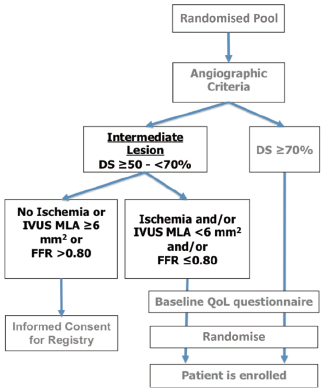 Randomised Pool
Angiographic
Criteria
Intermediate
Lesion
DS ≥50 - <70%
DS ≥70%
No Ischemia or
IVUS MLA ≥6
mm² or
FFR >0.80
Ischemia and/or
IVUS MLA <6 mm²
and/or
FFR ≤0.80
Baseline QoL questionnaire
Informed Consent
for Registry
Randomise
Patient is enrolled